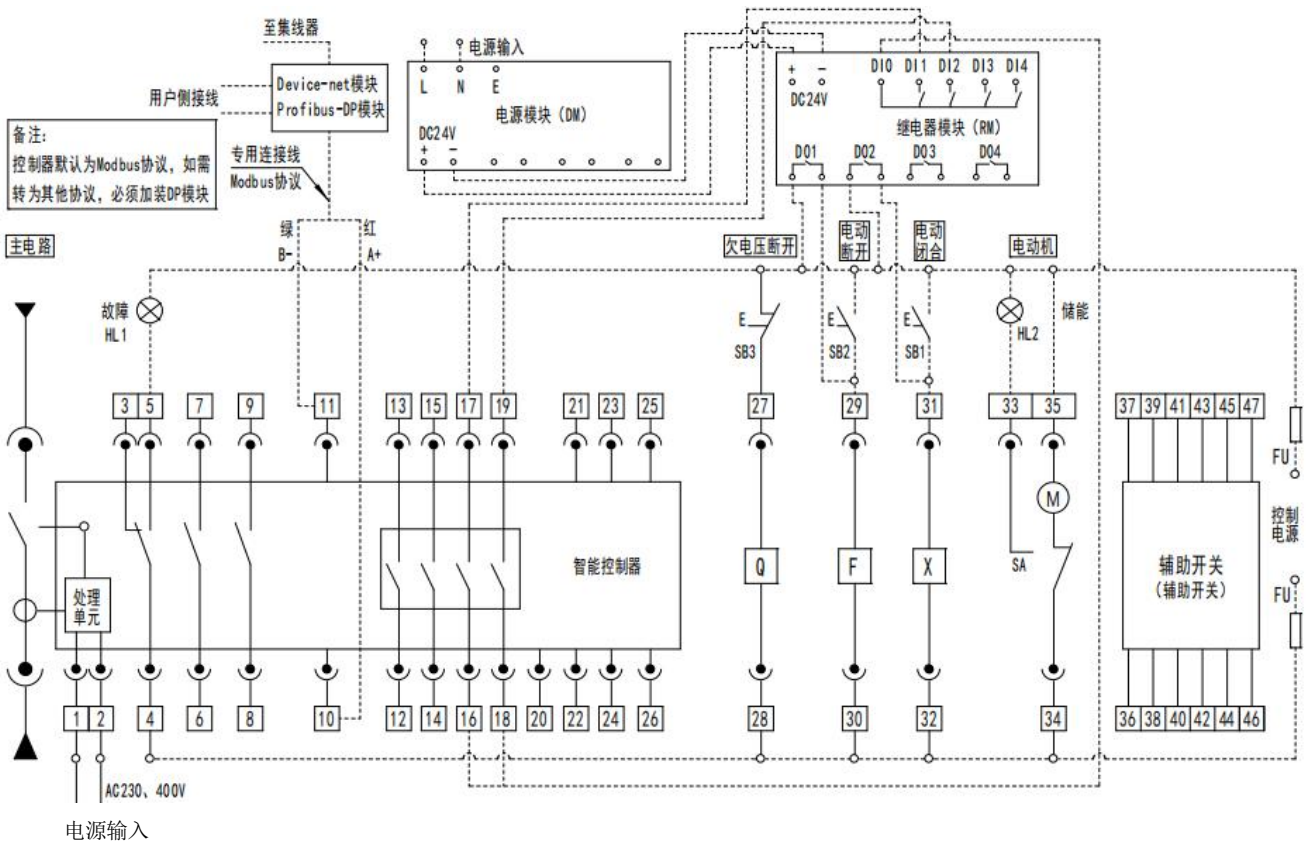 至集线器
Device-net模块
Profibus-DP模块
用户侧接线
备注：
控制器默认为Modbus协议，如需
转为其他协议，必须加装DP模块
专用连接线
Modbus协议
绿
B-
红
A+
电源输入
L N E
电源模块（DM）
DC24V
+ -
+ -
DC24V
DI0 DI1 DI2 DI3 DI4
继电器模块（RM）
DO1 DO2 DO3 DO4
主电路
欠电压断开
电动
断开
电动
闭合
电动机
故障
HL1
E
SB3
E
SB2
E
SB1
HL2
储能
3 5 7 9 11 13 15 17 19 21 23 25 27 29 31 33 35 37 39 41 43 45 47
FU
控制
电源
FU
M
处理
单元
智能控制器
Q
F
X
SA
辅助开关
（辅助开关）
1 2 4 6 8 10 12 14 16 18 20 22 24 26 28 30 32 34 36 38 40 42 44 46
AC230、400V
电源输入